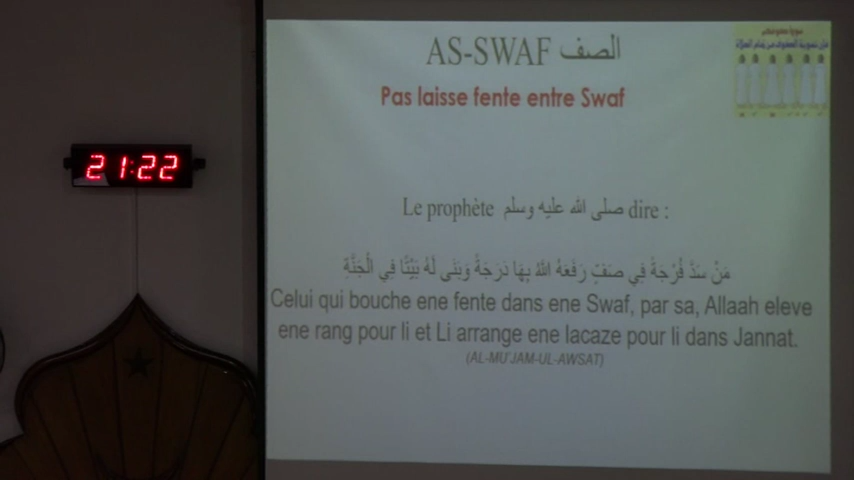 21:22
AS-SWAF الصف
Pas laisse fente entre Swaf
Le prophète صلى الله عليه وسلم dire :
مَنْ سَدَّ فُرْجَةً فِي صَفٍّ رَفَعَهُ اللهُ بِهَا دَرَجَةً وَبَنَى لَهُ بَيْتًا فِي الْجَنَّةِ
Celui qui bouche ene fente dans ene Swaf, par sa, Allaah eleve
ene rang pour li et Li arrange ene lacaze pour li dans Jannat.
(AL-MU'JAM-UL-AWSAT)